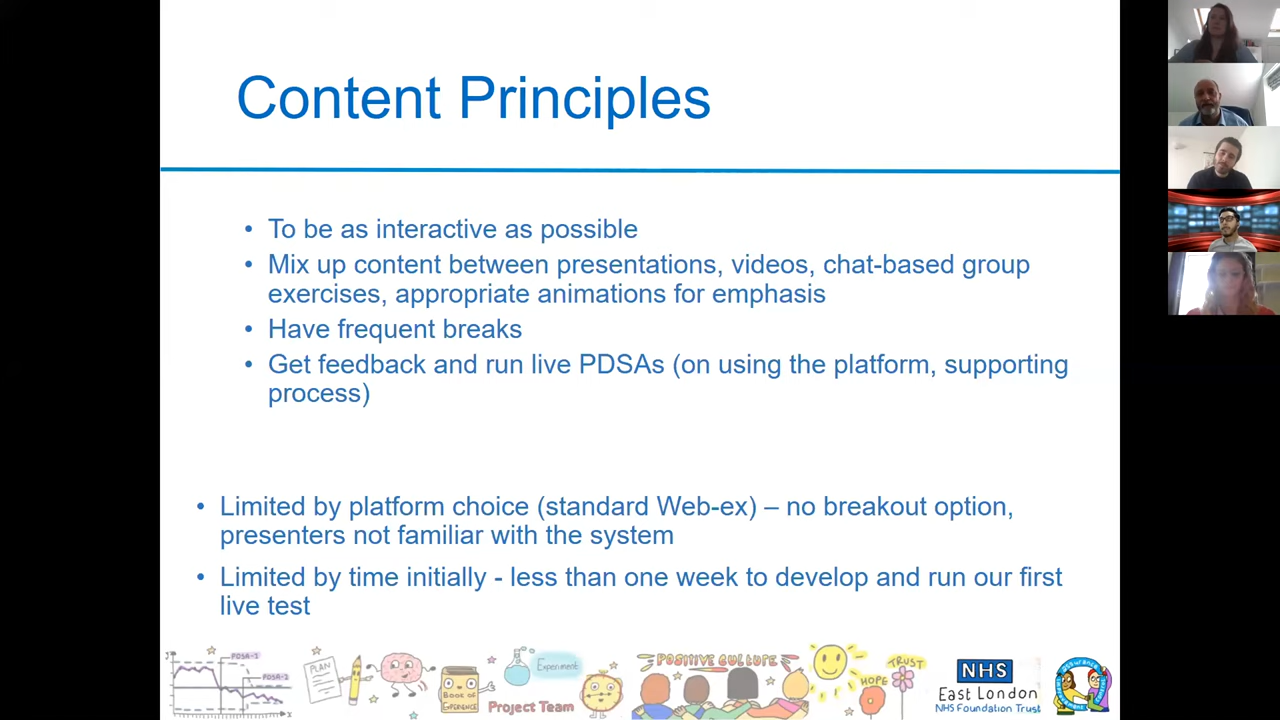 Content Principles
• To be as interactive as possible
• Mix up content between presentations, videos, chat-based group
exercises, appropriate animations for emphasis
• Have frequent breaks
• Get feedback and run live PDSAs (on using the platform, supporting
process)
• Limited by platform choice (standard Web-ex) – no breakout option,
presenters not familiar with the system
• Limited by time initially - less than one week to develop and run our first
live test
PDSA-1
PDSA-2
PLAN
BOOK OF
EXPERIENCE
Experiment
Project Team
POSITIVE CULTURE
HOPE
TRUST
NHS
East London
NHS Foundation Trust